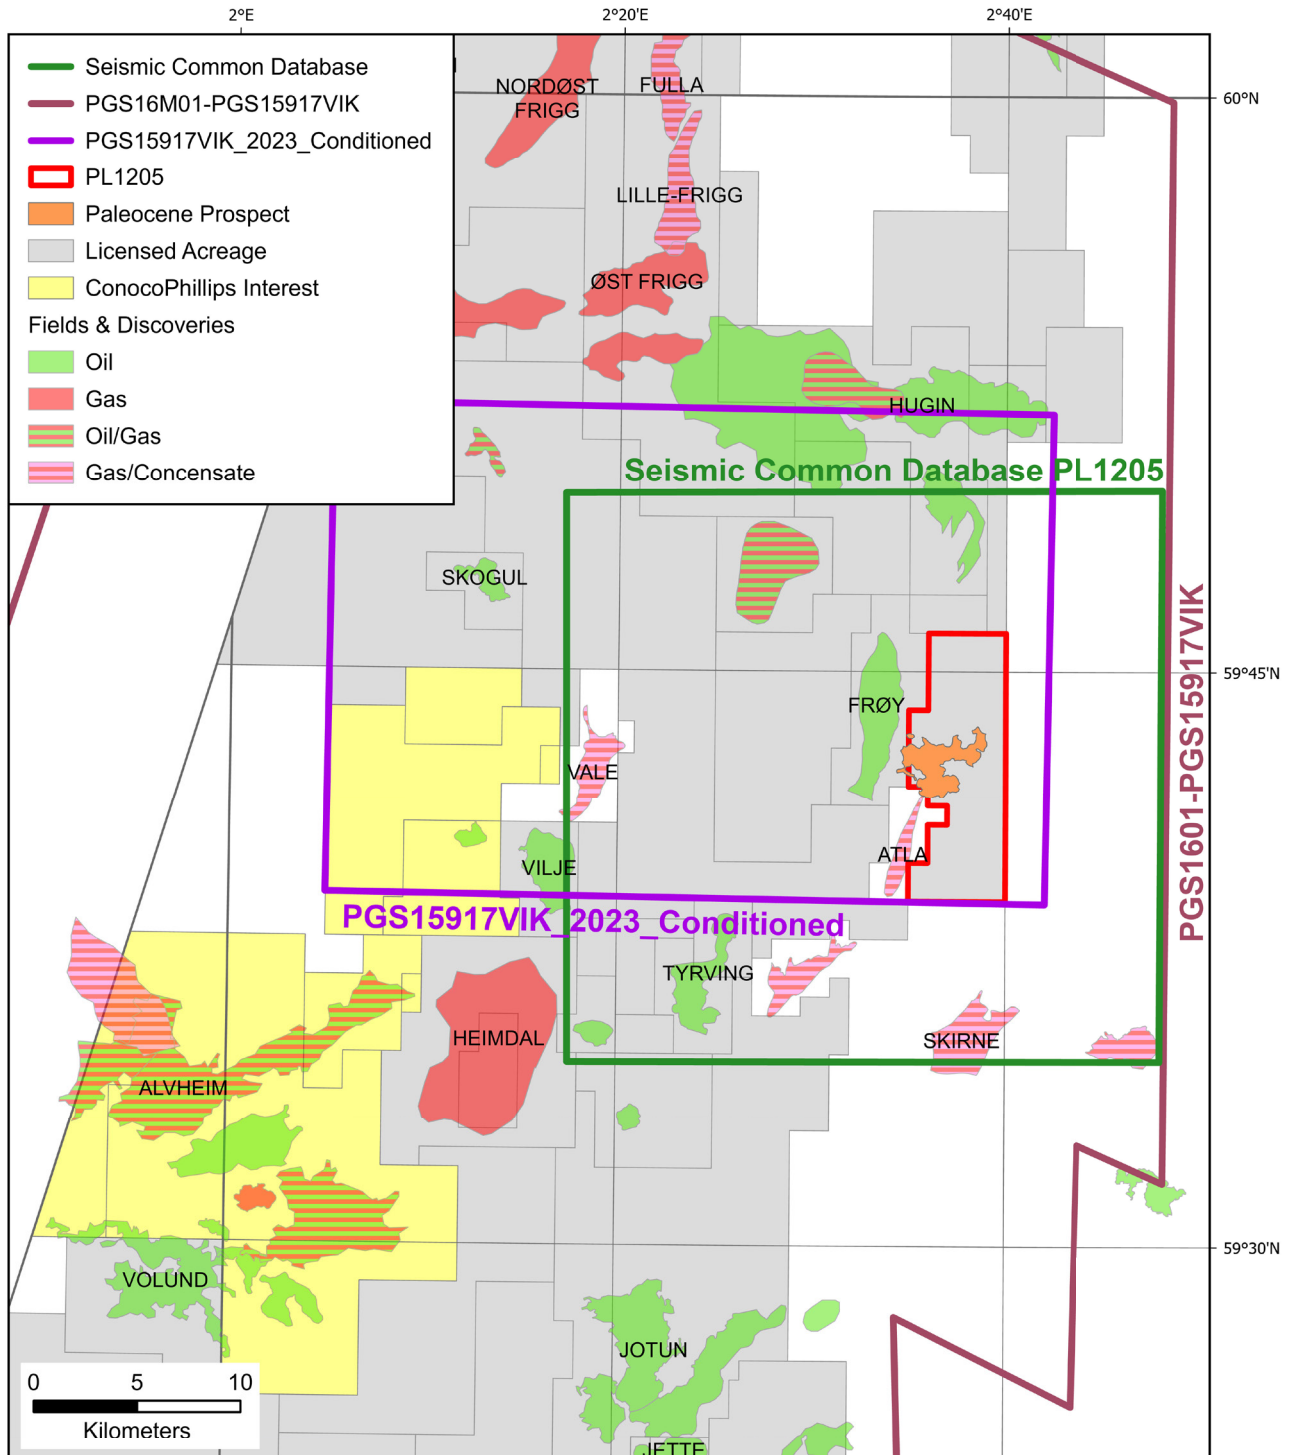 2°E
2°20'E
2°40'E
Seismic Common Database
PGS16M01-PGS15917VIK
PGS15917VIK_2023_Conditioned
PL1205
Paleocene Prospect
Licensed Acreage
ConocoPhillips Interest
Fields & Discoveries
Oil
Gas
Oil/Gas
Gas/Concensate
NORDØST
FRIGG
FULLA
60°N
LILLE-FRIGG
ØST FRIGG
HUGIN
Seismic Common Database PL1205
SKOGUL
PGS1601-PGS15917VIK
59°45'N
FRØY
VALE
ATLA
VILJE
PGS15917VIK_2023_Conditioned
TYRVING
HEIMDAL
SKIRNE
ALVHEIM
59°30'N
VOLUND
JOTUN
0 5 10
Kilometers
JETTE